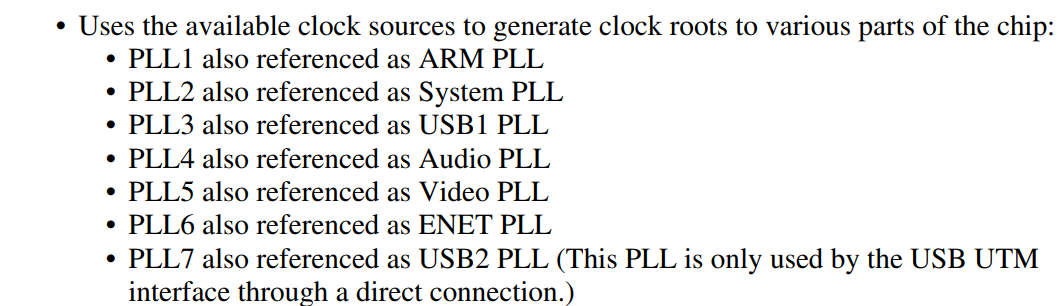 • Uses the available clock sources to generate clock roots to various parts of the chip:
• PLL1 also referenced as ARM PLL
• PLL2 also referenced as System PLL
• PLL3 also referenced as USB1 PLL
• PLL4 also referenced as Audio PLL
• PLL5 also referenced as Video PLL
• PLL6 also referenced as ENET PLL
• PLL7 also referenced as USB2 PLL (This PLL is only used by the USB UTM
interface through a direct connection.)